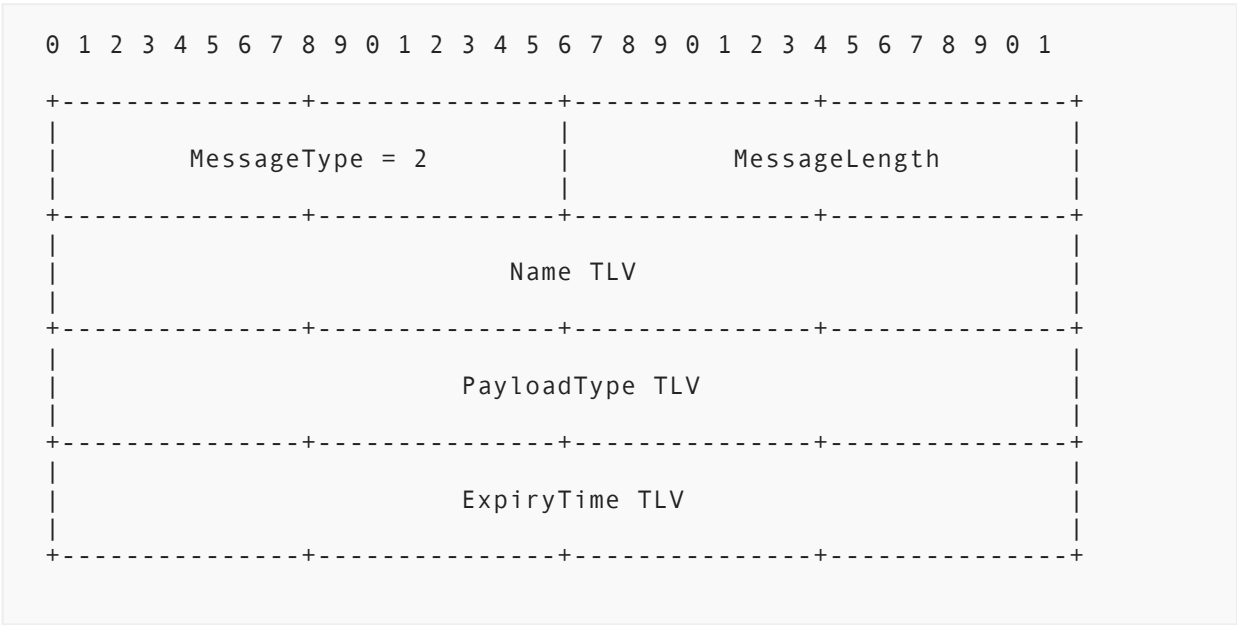 0 1 2 3 4 5 6 7 8 9 0 1 2 3 4 5 6 7 8 9 0 1 2 3 4 5 6 7 8 9 0 1
MessageType = 2 MessageLength
Name TLV
PayloadType TLV
ExpiryTime TLV